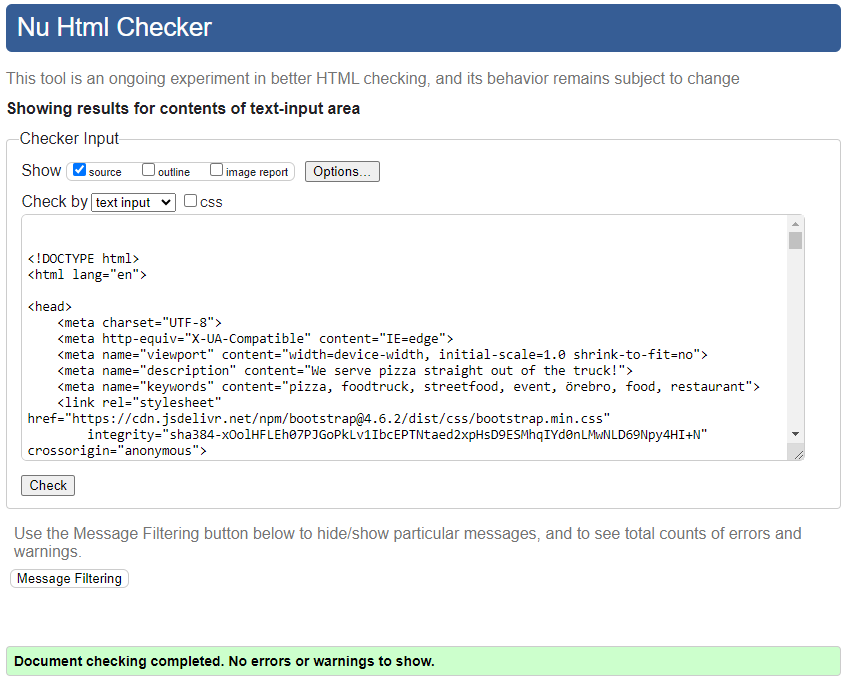 Nu Html Checker
This tool is an ongoing experiment in better HTML checking, and its behavior remains subject to change
Showing results for contents of text-input area
Checker Input
Show source outline image report Options...
Check by text input css
<!DOCTYPE html>
<html lang="en">
<head>
<meta charset="UTF-8">
<meta http-equiv="X-UA-Compatible" content="IE=edge">
<meta name="viewport" content="width=device-width, initial-scale=1.0 shrink-to-fit=no">
<meta name="description" content="We serve pizza straight out of the truck!">
<meta name="keywords" content="pizza, foodtruck, streetfood, event, örebro, food, restaurant">
<link rel="stylesheet"
href="https://cdn.jsdelivr.net/npm/bootstrap@4.6.2/dist/css/bootstrap.min.css"
integrity="sha384-xOolHFLEh07PJGoPkLv1IbcEPTNtaed2xpHsD9ESMhqIYd0nLMwNLD69Npy4HI+N"
crossorigin="anonymous">
Check
Use the Message Filtering button below to hide/show particular messages, and to see total counts of errors and
warnings.
Message Filtering
Document checking completed. No errors or warnings to show.